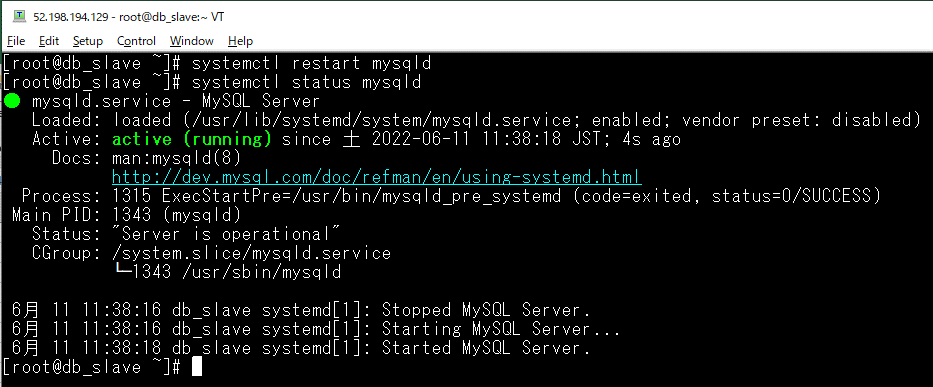 52.198.194.129 - root@db_slave:~ VT
File Edit Setup Control Window Help
[root@db_slave ~]# systemctl restart mysqld
[root@db_slave ~]# systemctl status mysqld
● mysqld.service - MySQL Server
Loaded: loaded (/usr/lib/systemd/system/mysqld.service; enabled; vendor preset: disabled)
Active: active (running) since 土 2022-06-11 11:38:18 JST; 4s ago
Docs: man:mysqld(8)
http://dev.mysql.com/doc/refman/en/using-systemd.html
Process: 1315 ExecStartPre=/usr/bin/mysqld_pre_systemd (code=exited, status=0/SUCCESS)
Main PID: 1343 (mysqld)
Status: "Server is operational"
CGroup: /system.slice/mysqld.service
└─1343 /usr/sbin/mysqld
6月 11 11:38:16 db_slave systemd[1]: Stopped MySQL Server.
6月 11 11:38:16 db_slave systemd[1]: Starting MySQL Server...
6月 11 11:38:18 db_slave systemd[1]: Started MySQL Server.
[root@db_slave ~]#